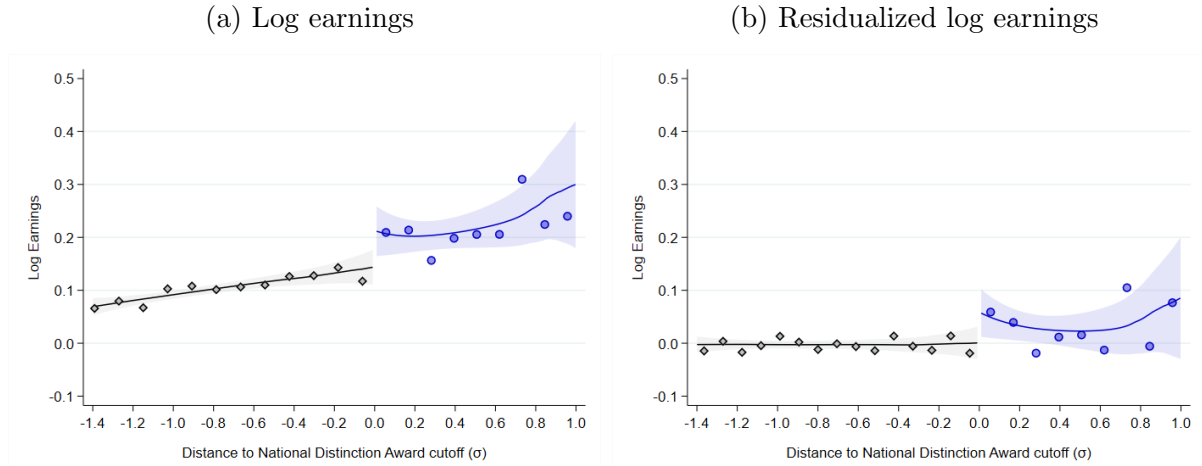 (a) Log earnings
(b) Residualized log earnings
0.5
0.4
0.3
0.2
0.1
0.0
-0.1
Log Earnings
-1.4 -1.2 -1.0 -0.8 -0.6 -0.4 -0.2 0.0 0.2 0.4 0.6 0.8 1.0
Distance to National Distinction Award cutoff (σ)
0.5
0.4
0.3
0.2
0.1
0.0
-0.1
Log Earnings
-1.4 -1.2 -1.0 -0.8 -0.6 -0.4 -0.2 0.0 0.2 0.4 0.6 0.8 1.0
Distance to National Distinction Award cutoff (σ)